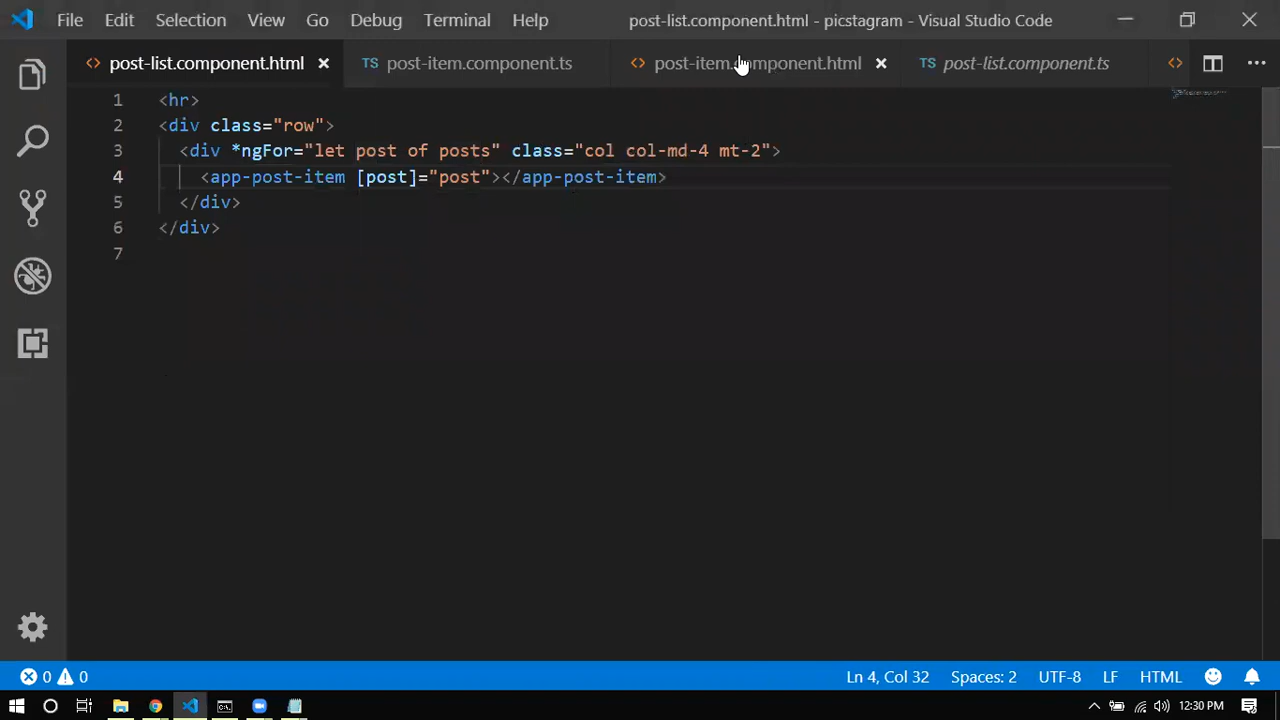 File Edit Selection View Go Debug Terminal Help post-list.component.html - picstagram - Visual Studio Code
post-list.component.html TS post-item.component.ts post-item.component.html TS post-list.component.ts
1 <hr>
2 <div class="row">
3 <div *ngFor="let post of posts" class="col col-md-4 mt-2">
4 <app-post-item [post]="post"></app-post-item>
5 </div>
6 </div>
7
0 0 Ln 4, Col 32 Spaces: 2 UTF-8 LF HTML
12:30 PM